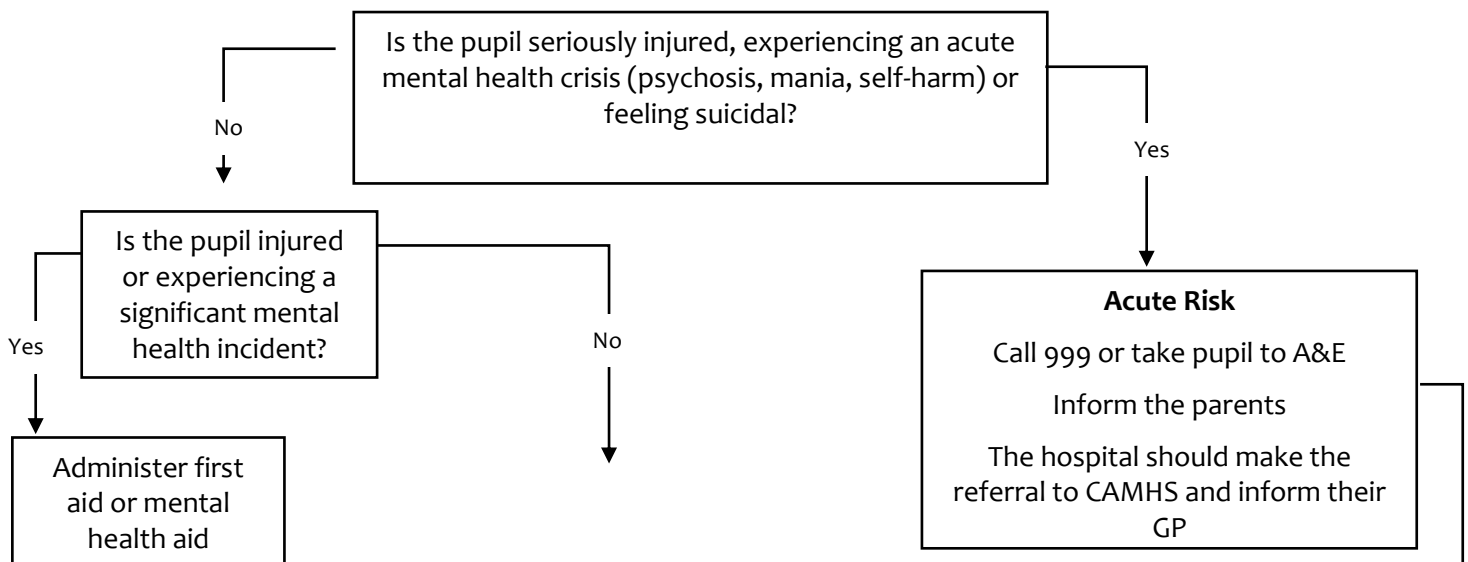 Is the pupil seriously injured, experiencing an acute
mental health crisis (psychosis, mania, self-harm) or
feeling suicidal?
No
Yes
Is the pupil injured
or experiencing a
significant mental
health incident?
Yes
No
Acute Risk
Call 999 or take pupil to A&E
Inform the parents
The hospital should make the
referral to CAMHS and inform their
GP
Administer first
aid or mental
health aid